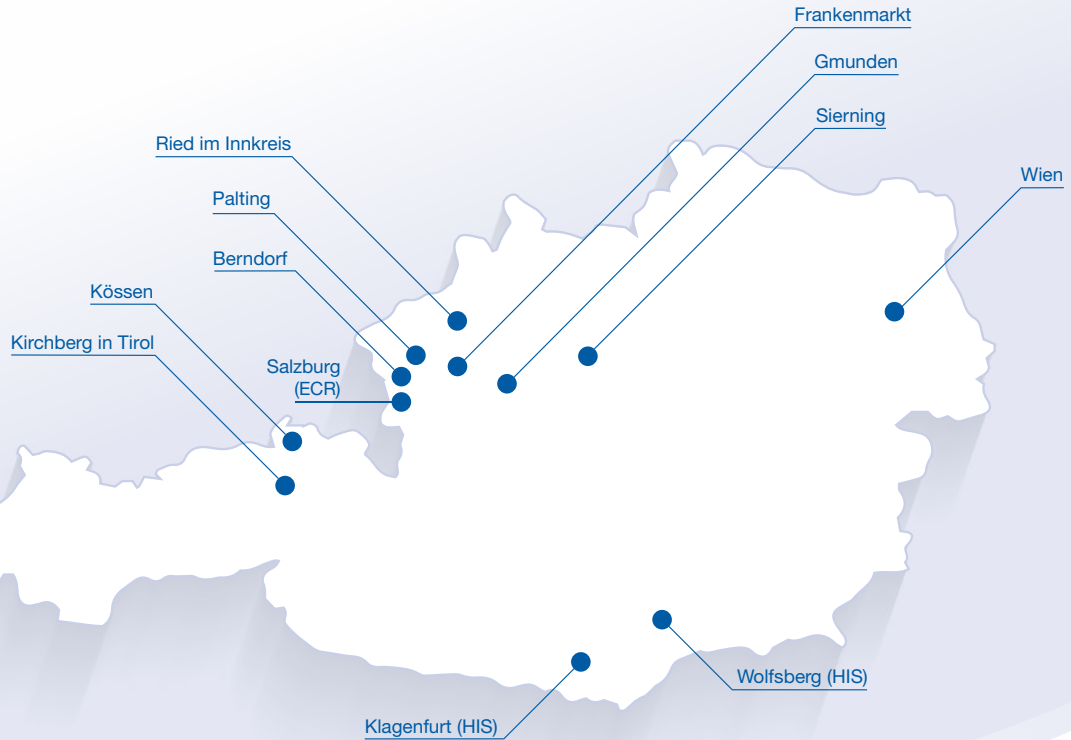 Frankenmarkt
Gmunden
Sierning
Ried im Innkreis
Wien
Palting
Berndorf
Kössen
Kirchberg in Tirol
Salzburg
(ECR)
Wolfsberg (HIS)
Klagenfurt (HIS)